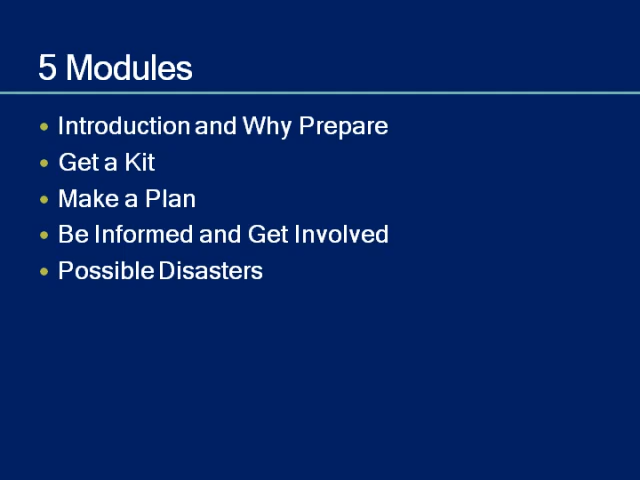 5 Modules
Introduction and Why Prepare
Get a Kit
Make a Plan
Be Informed and Get Involved
Possible Disasters